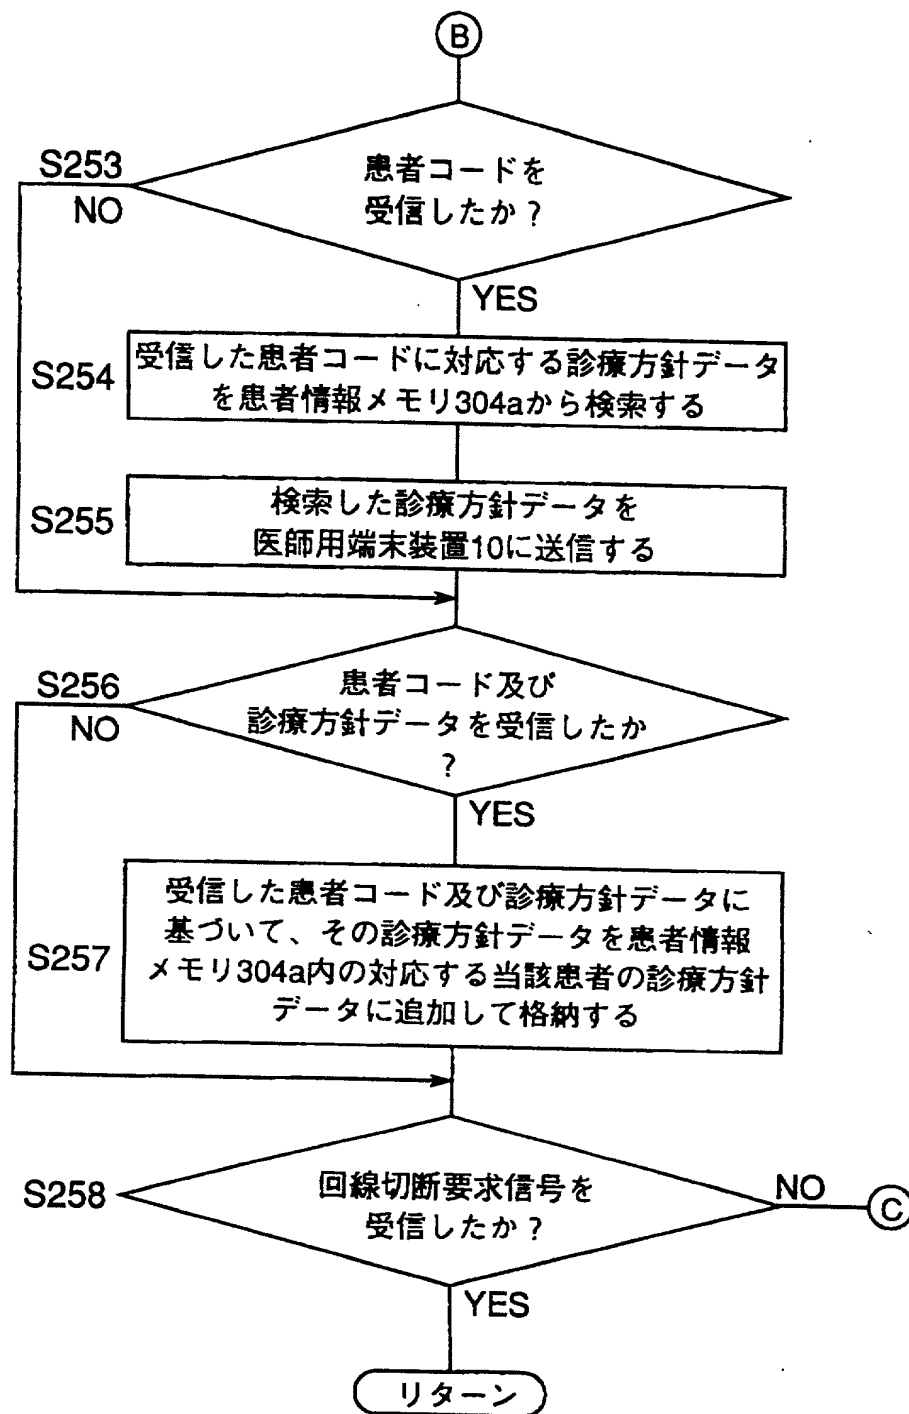 B
S253
NO
患者コードを
受信したか?
YES
S254
受信した患者コードに対応する診療方針データ
を患者情報メモリ304aから検索する
S255
検索した診療方針データを
医師用端末装置10に送信する
S256
NO
患者コード及び
診療方針データを受信したか
?
YES
S257
受信した患者コード及び診療方針データに
基づいて、その診療方針データを患者情報
メモリ304a内の対応する当該患者の診療方針
データに追加して格納する
S258
回線切断要求信号を
受信したか?
NO
C
YES
リターン